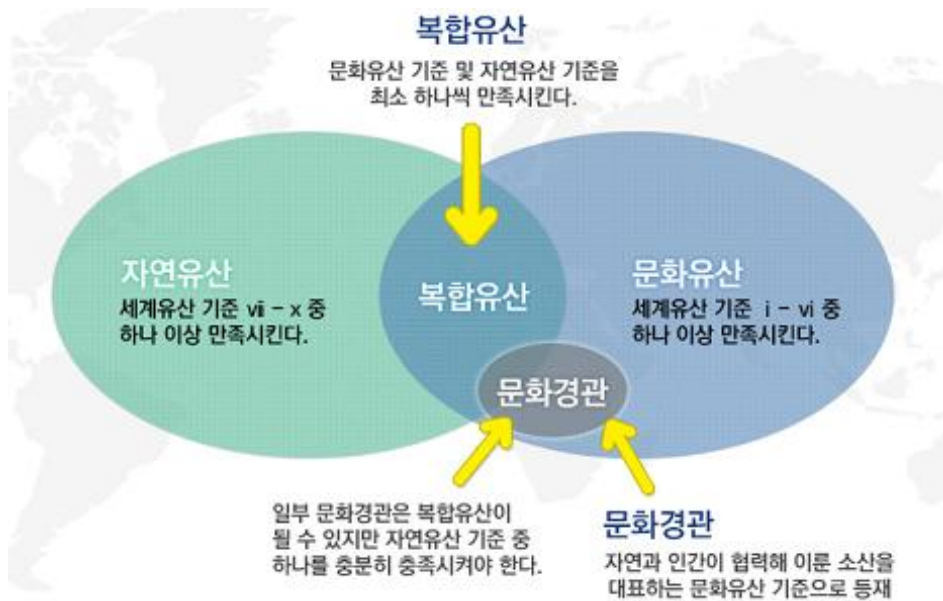 복합유산
문화유산 기준 및 자연유산 기준을
최소 하나씩 만족시킨다.
자연유산
세계유산 기준 ⅶ - x 중
하나 이상 만족시킨다.
복합유산
문화유산
세계유산 기준 i - vi 중
하나 이상 만족시킨다.
문화경관
일부 문화경관은 복합유산이
될 수 있지만 자연유산 기준 중
하나를 충분히 충족시켜야 한다.
문화경관
자연과 인간이 협력해 이룬 소산을
대표하는 문화유산 기준으로 등재